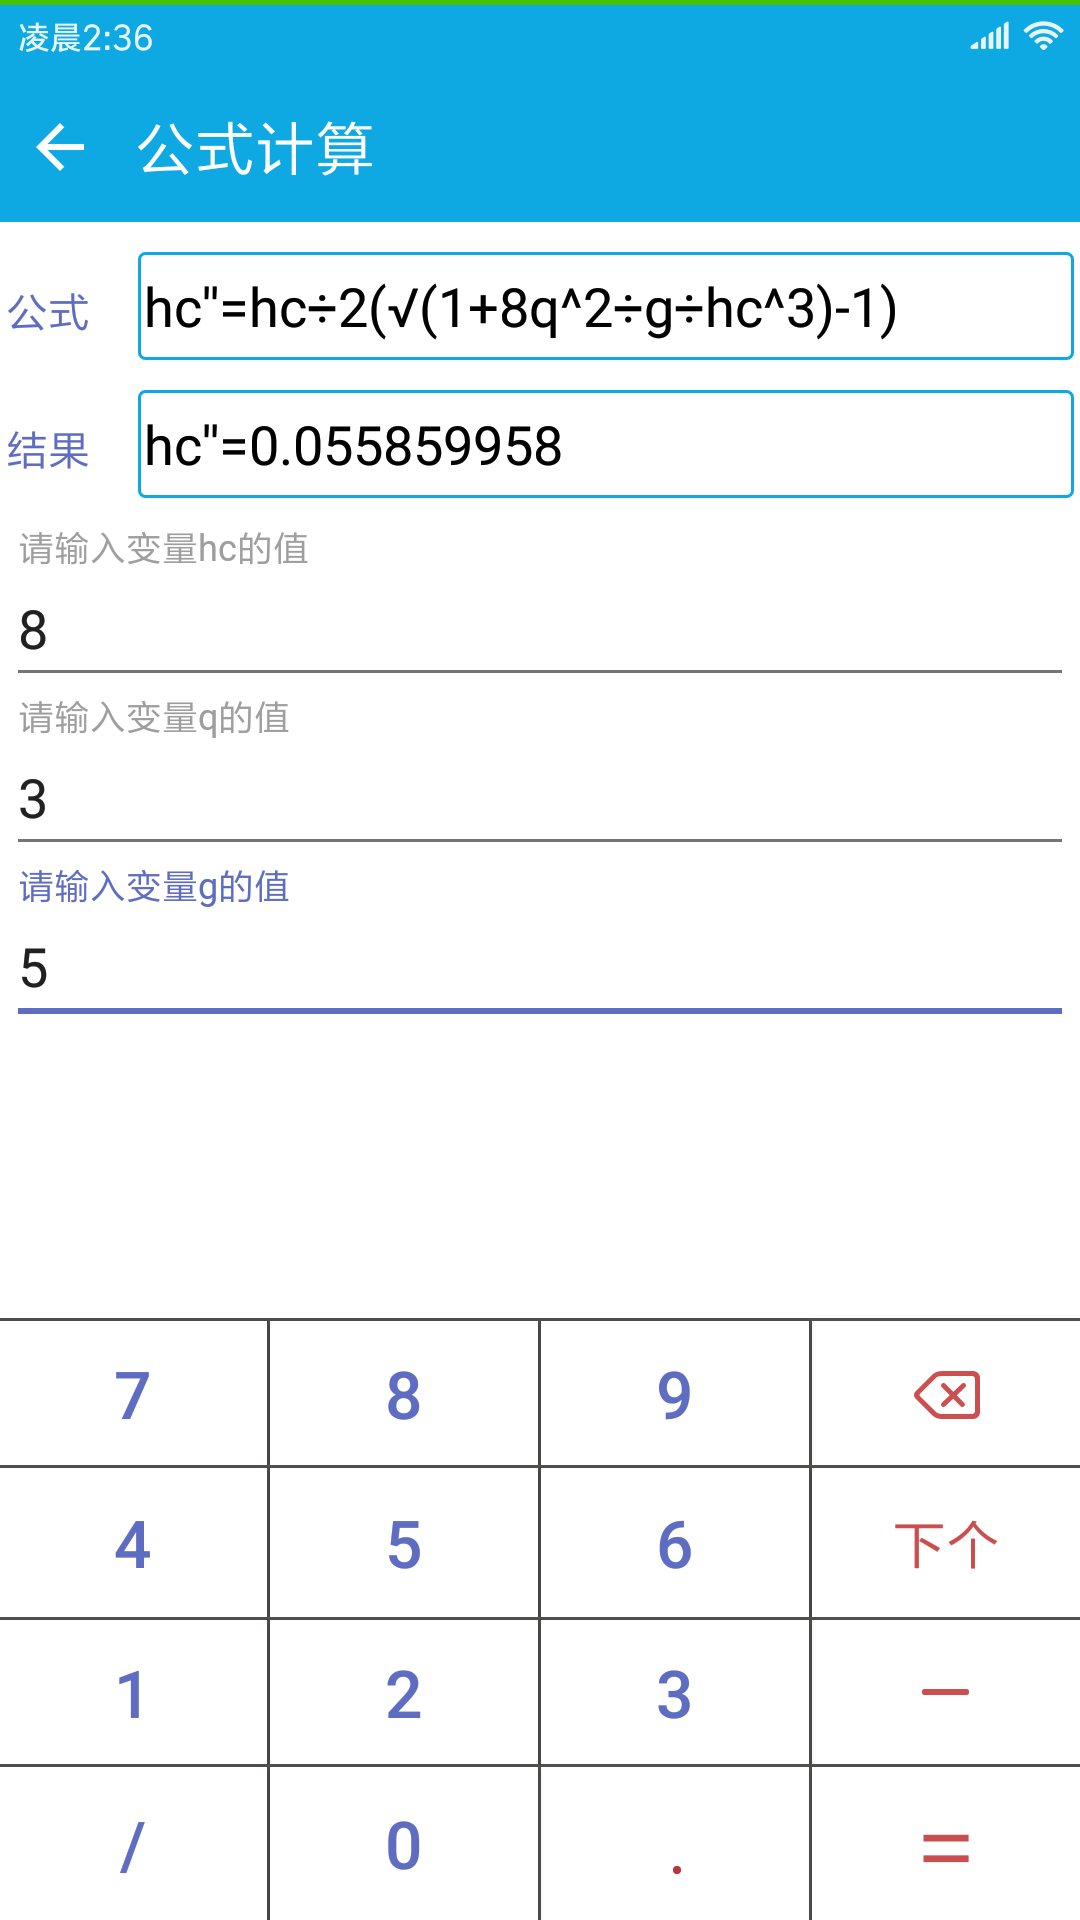 凌晨2:36
公式计算
公式 hc"=hc÷2(√(1+8q^2÷g÷hc^3)-1)
结果 hc"=0.055859958
请输入变量hc的值
8
请输入变量q的值
3
请输入变量g的值
5
7 8 9
4 5 6 下个
1 2 3 −
/ 0 . =